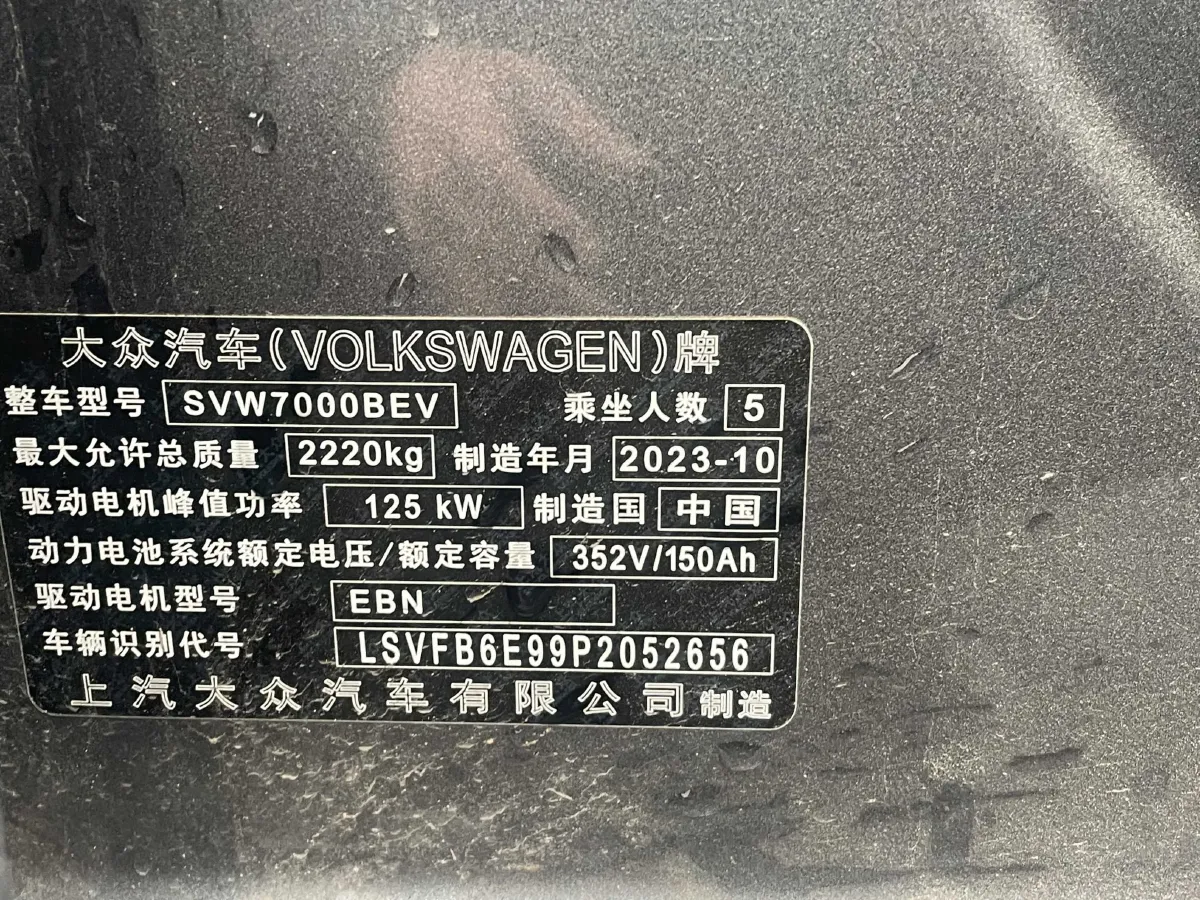 大众汽车(VOLKSWAGEN)牌
整车型号 SVW7000BEV 乘坐人数 5
最大允许总质量 2220kg 制造年月 2023-10
驱动电机峰值功率 125 kW 制造国 中国
动力电池系统额定电压/额定容量 352V/150Ah
驱动电机型号 EBN
车辆识别代号 LSVFB6E99P2052656
上汽大众汽车有限公司 制造